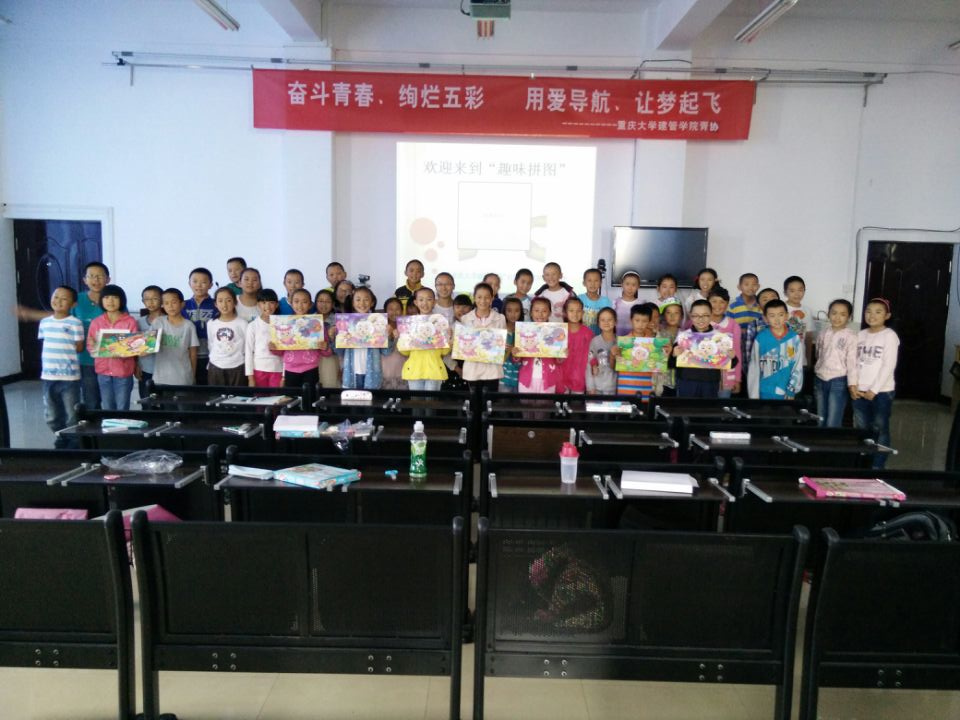 奋斗青春、绚烂五彩 用爱导航、让梦起飞
----------重庆大学建管学院青协
欢迎来到“趣味拼图”
THE